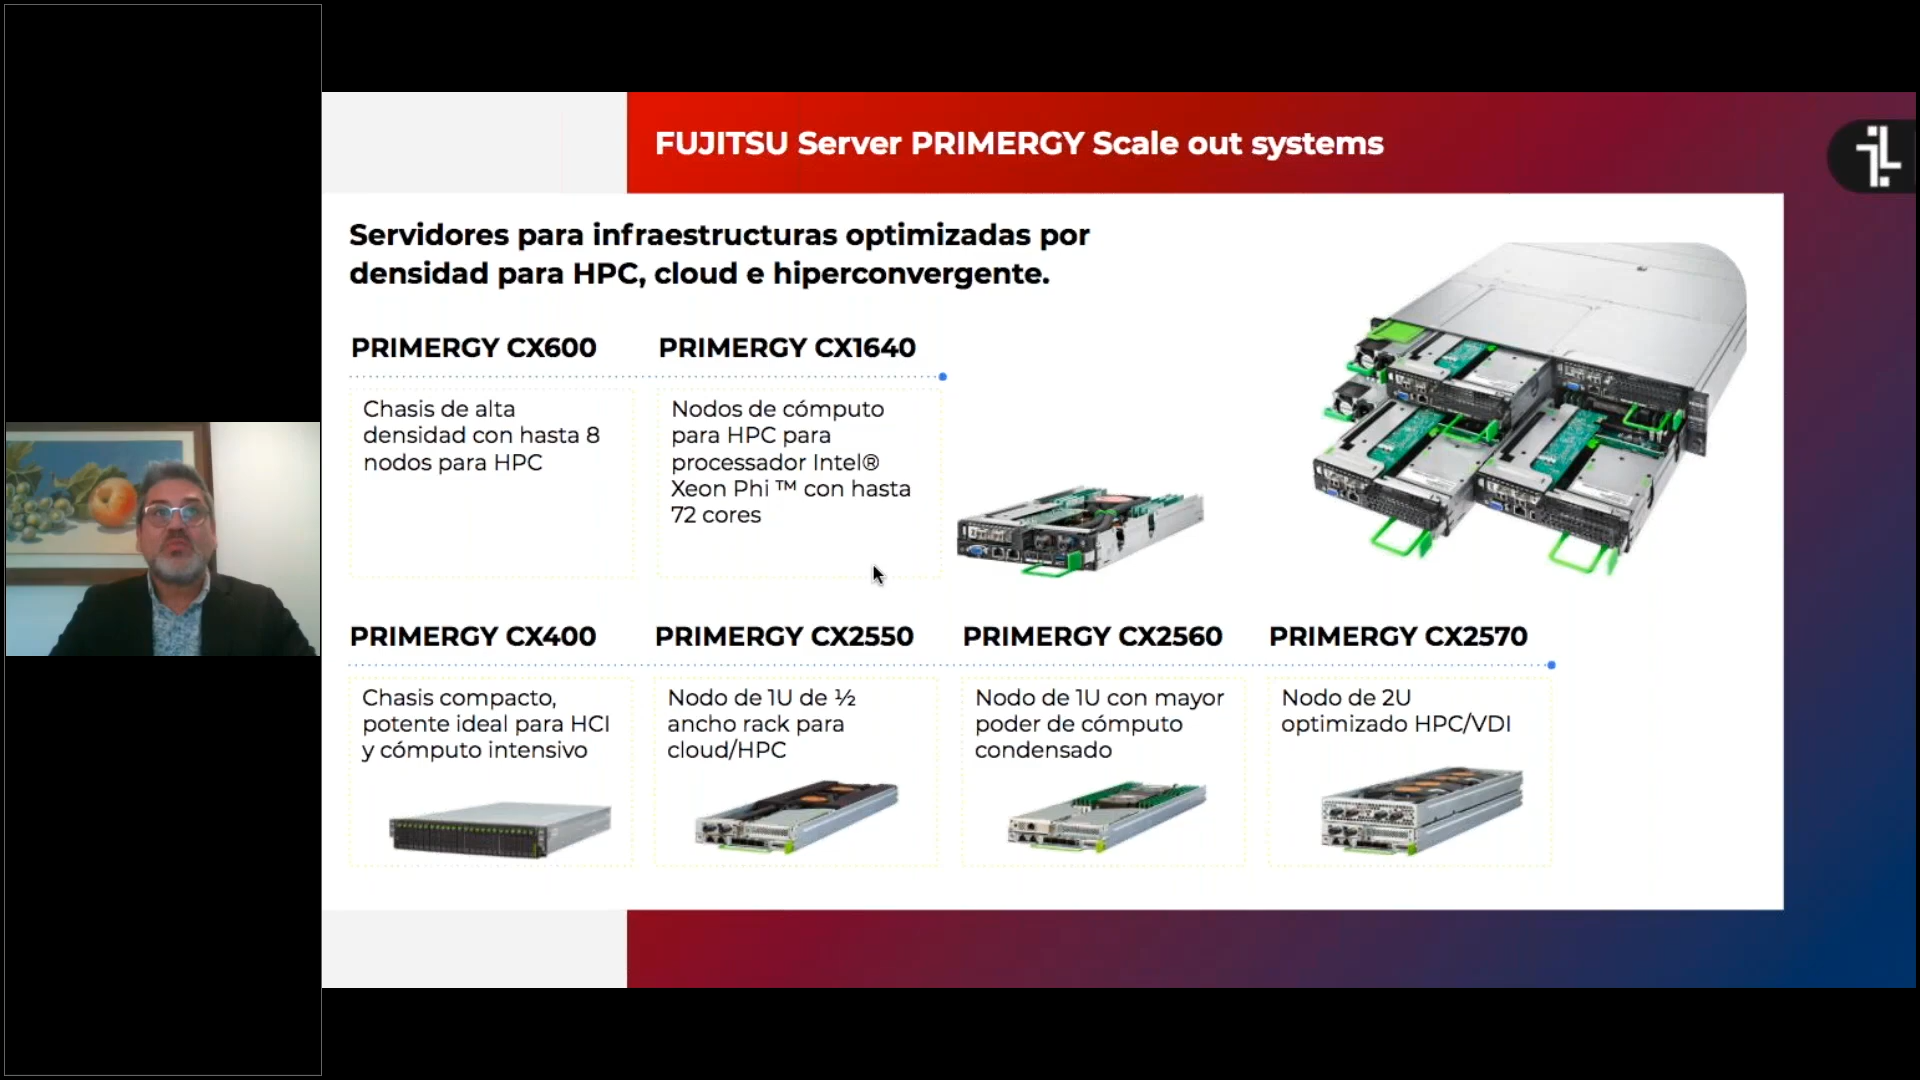 FUJITSU Server PRIMERGY Scale out systems
Servidores para infraestructuras optimizadas por
densidad para HPC, cloud e hiperconvergente.
PRIMERGY CX600
Chasis de alta
densidad con hasta 8
nodos para HPC
PRIMERGY CX1640
Nodos de cómputo
para HPC para
processador Intel®
Xeon Phi ™ con hasta
72 cores
PRIMERGY CX400
Chasis compacto,
potente ideal para HCI
y cómputo intensivo
PRIMERGY CX2550
Nodo de 1U de ½
ancho rack para
cloud/HPC
PRIMERGY CX2560
Nodo de 1U con mayor
poder de cómputo
condensado
PRIMERGY CX2570
Nodo de 2U
optimizado HPC/VDI